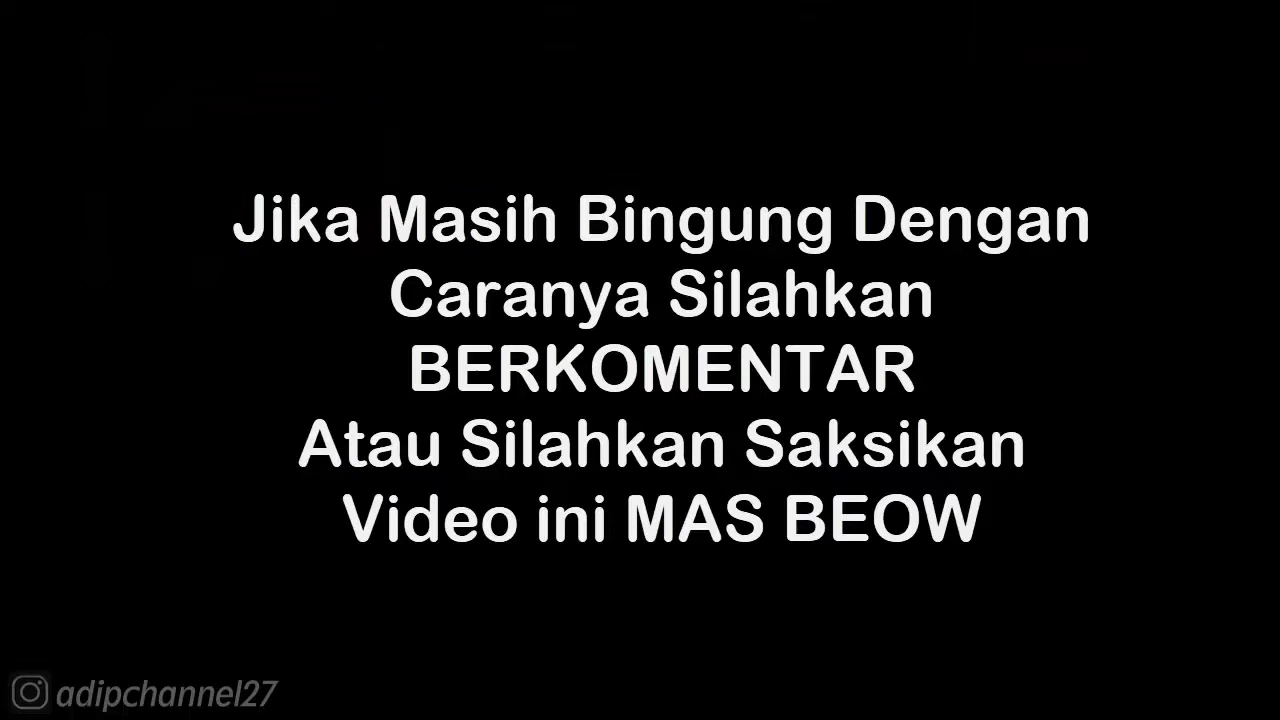 Jika Masih Bingung Dengan
Caranya Silahkan
BERKOMENTAR
Atau Silahkan Saksikan
Video ini MAS BEOW
adipchannel27